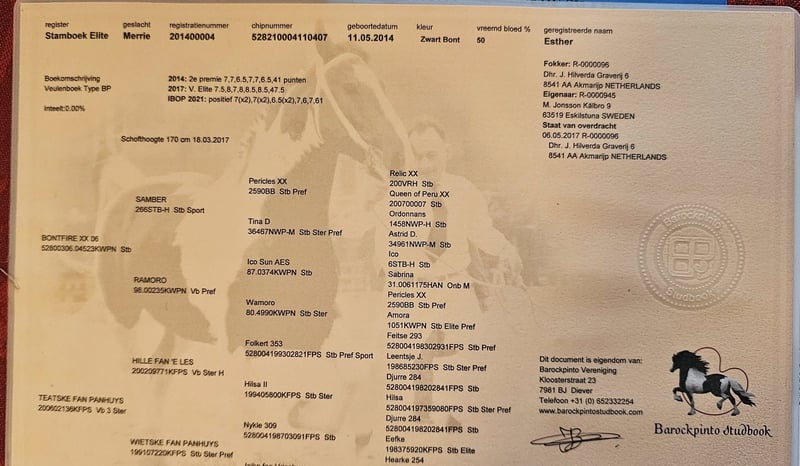 register geslacht registratienummer chipnummer geboortedatum kleur vreemd bloed % geregistreerde naam
Stamboek Elite Merrie 201400004 528210004110407 11.05.2014 Zwart Bont 50 Esther
Boekomschrijving 2014: 2e premie 7,7,6.5,7,7,6.5,41 punten
Veulenboek Type BP 2017: V. Elite 7.5,8,7,8,8.5,8.5,47.5
IBOP 2021: positief 7(x2),7(x2),6.5(x2),7,6,7,61
Inteelt:0.00%
Schofthoogte 170 cm 18.03.2017
Fokker: R-0000096
Dhr. J. Hilverda Graverij 6
8541 AA Akmarijp NETHERLANDS
Eigenaar: R-0000945
M. Jonsson Kälbro 9
63519 Eskilstuna SWEDEN
Staat van overdracht
06.05.2017 R-0000096
Dhr. J. Hilverda Graverij 6
8541 AA Akmarijp NETHERLANDS
BONTFIRE XX 06
52800306.04523KWPN Stb
TEATSKE FAN PANHUYS
200602136KFPS Vb 3 Ster
SAMBER
266STB-H Stb Sport
RAMORO
98.00235KWPN Vb Pref
HILLE FAN 'E LES
200209771KFPS Vb Ster H
WIETSKE FAN PANHUYS
199107220KFPS Stb Ster Pref
Pericles XX
2590BB Stb Pref
Tina D
36467NWP-M Stb Ster Pref
Ico Sun AES
87.0374KWPN Stb
Wamoro
80.4990KWPN Stb Ster
Folkert 353
528004199302821FPS Stb Pref Sport
Hilsa II
199405800KFPS Stb Ster
Nykle 309
528004198703091FPS Stb
Relic XX
200VRH Stb
Queen of Peru XX
200700007 Stb
Ordonnans
1458NWP-H Stb
Astrid D.
34961NWP-M Stb
Ico
6STB-H Stb
Sabrina
31.0061175HAN Onb M
Pericles XX
2590BB Stb Pref
Amora
1051KWPN Stb Elite Pref
Feitse 293
528004198302931FPS Stb Pref
Leentsje J.
198685230FPS Stb Ster Pref
Djurre 284
528004198202841FPS Stb
Hilsa
528004197359080FPS Stb Ster Pref
Djurre 284
528004198202841FPS Stb
Eefke
198375920KFPS Stb Elite
Hearke 254
Barockpinto
Studbook
Dit document is eigendom van:
Barockpinto Vereniging
Kloosterstraat 23
7981 BJ Diever
Telefoon +31 (0) 652332254
www.barockpintostudbook.com
Barockpinto Studbook